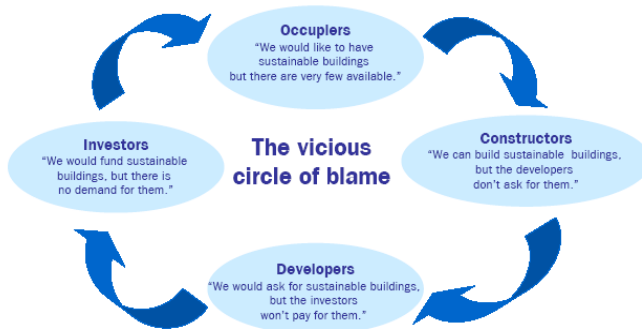 Occupiers
“We would like to have
sustainable buildings
but there are very few available.”
Investors
“We would fund sustainable
buildings, but there is
no demand for them.”
The vicious
circle of blame
Constructors
“We can build sustainable buildings,
but the developers
don’t ask for them.”
Developers
“We would ask for sustainable buildings,
but the investors
won’t pay for them.”